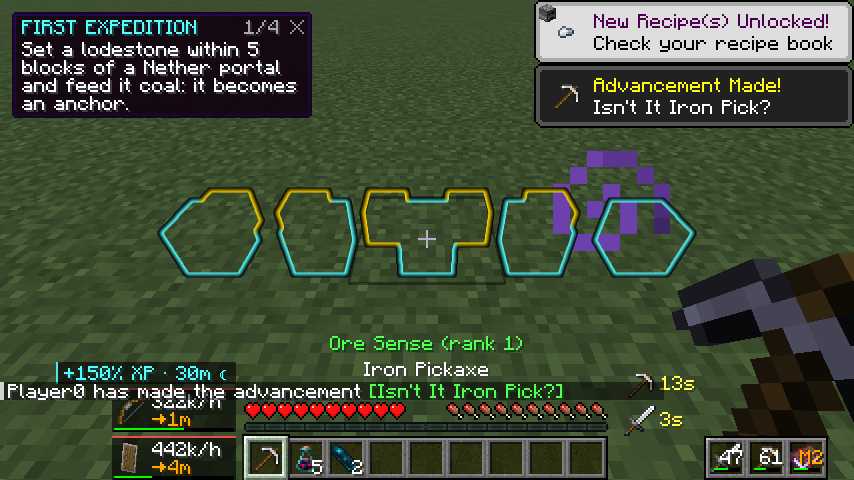 FIRST EXPEDITION 1/4 X
Set a lodestone within 5
blocks of a Nether portal
and feed it coal: it becomes
an anchor.
New Recipe(s) Unlocked!
Check your recipe book
Advancement Made!
Isn't It Iron Pick?
Ore Sense (rank 1)
Iron Pickaxe
+150% XP · 30m
Player0 has made the advancement [Isn't It Iron Pick?]
13s
→1m
3s
442k/h
→4m
5
2
47
61
M2